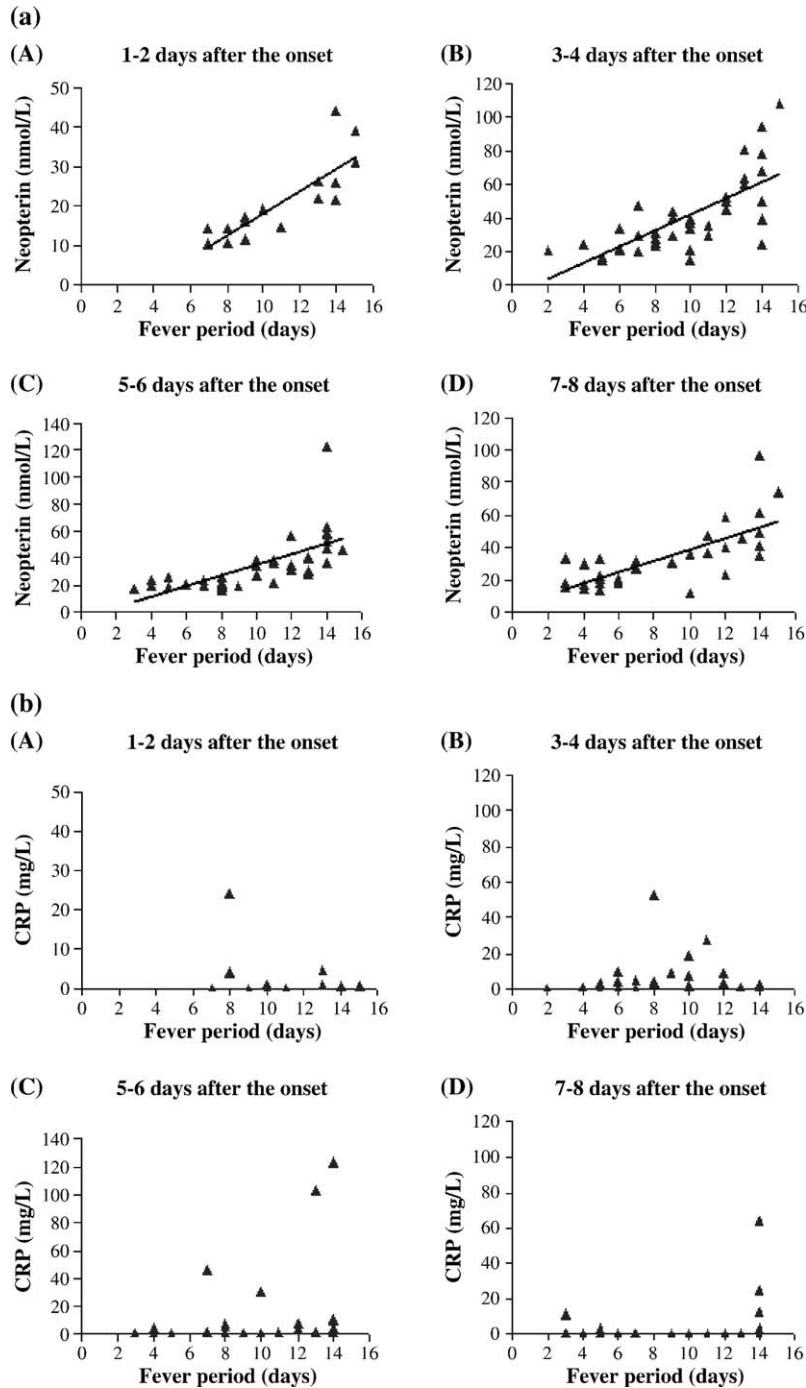 (a)
(A) 1-2 days after the onset
Neopterin (nmol/L)
50
40
30
20
10
0
0 2 4 6 8 10 12 14 16
Fever period (days)
(B) 3-4 days after the onset
Neopterin (nmol/L)
120
100
80
60
40
20
0
0 2 4 6 8 10 12 14 16
Fever period (days)
(C) 5-6 days after the onset
Neopterin (nmol/L)
140
120
100
80
60
40
20
0
0 2 4 6 8 10 12 14 16
Fever period (days)
(D) 7-8 days after the onset
Neopterin (nmol/L)
120
100
80
60
40
20
0
0 2 4 6 8 10 12 14 16
Fever period (days)
(b)
(A) 1-2 days after the onset
CRP (mg/L)
50
40
30
20
10
0
0 2 4 6 8 10 12 14 16
Fever period (days)
(B) 3-4 days after the onset
CRP (mg/L)
120
100
80
60
40
20
0
0 2 4 6 8 10 12 14 16
Fever period (days)
(C) 5-6 days after the onset
CRP (mg/L)
140
120
100
80
60
40
20
0
0 2 4 6 8 10 12 14 16
Fever period (days)
(D) 7-8 days after the onset
CRP (mg/L)
120
100
80
60
40
20
0
0 2 4 6 8 10 12 14 16
Fever period (days)